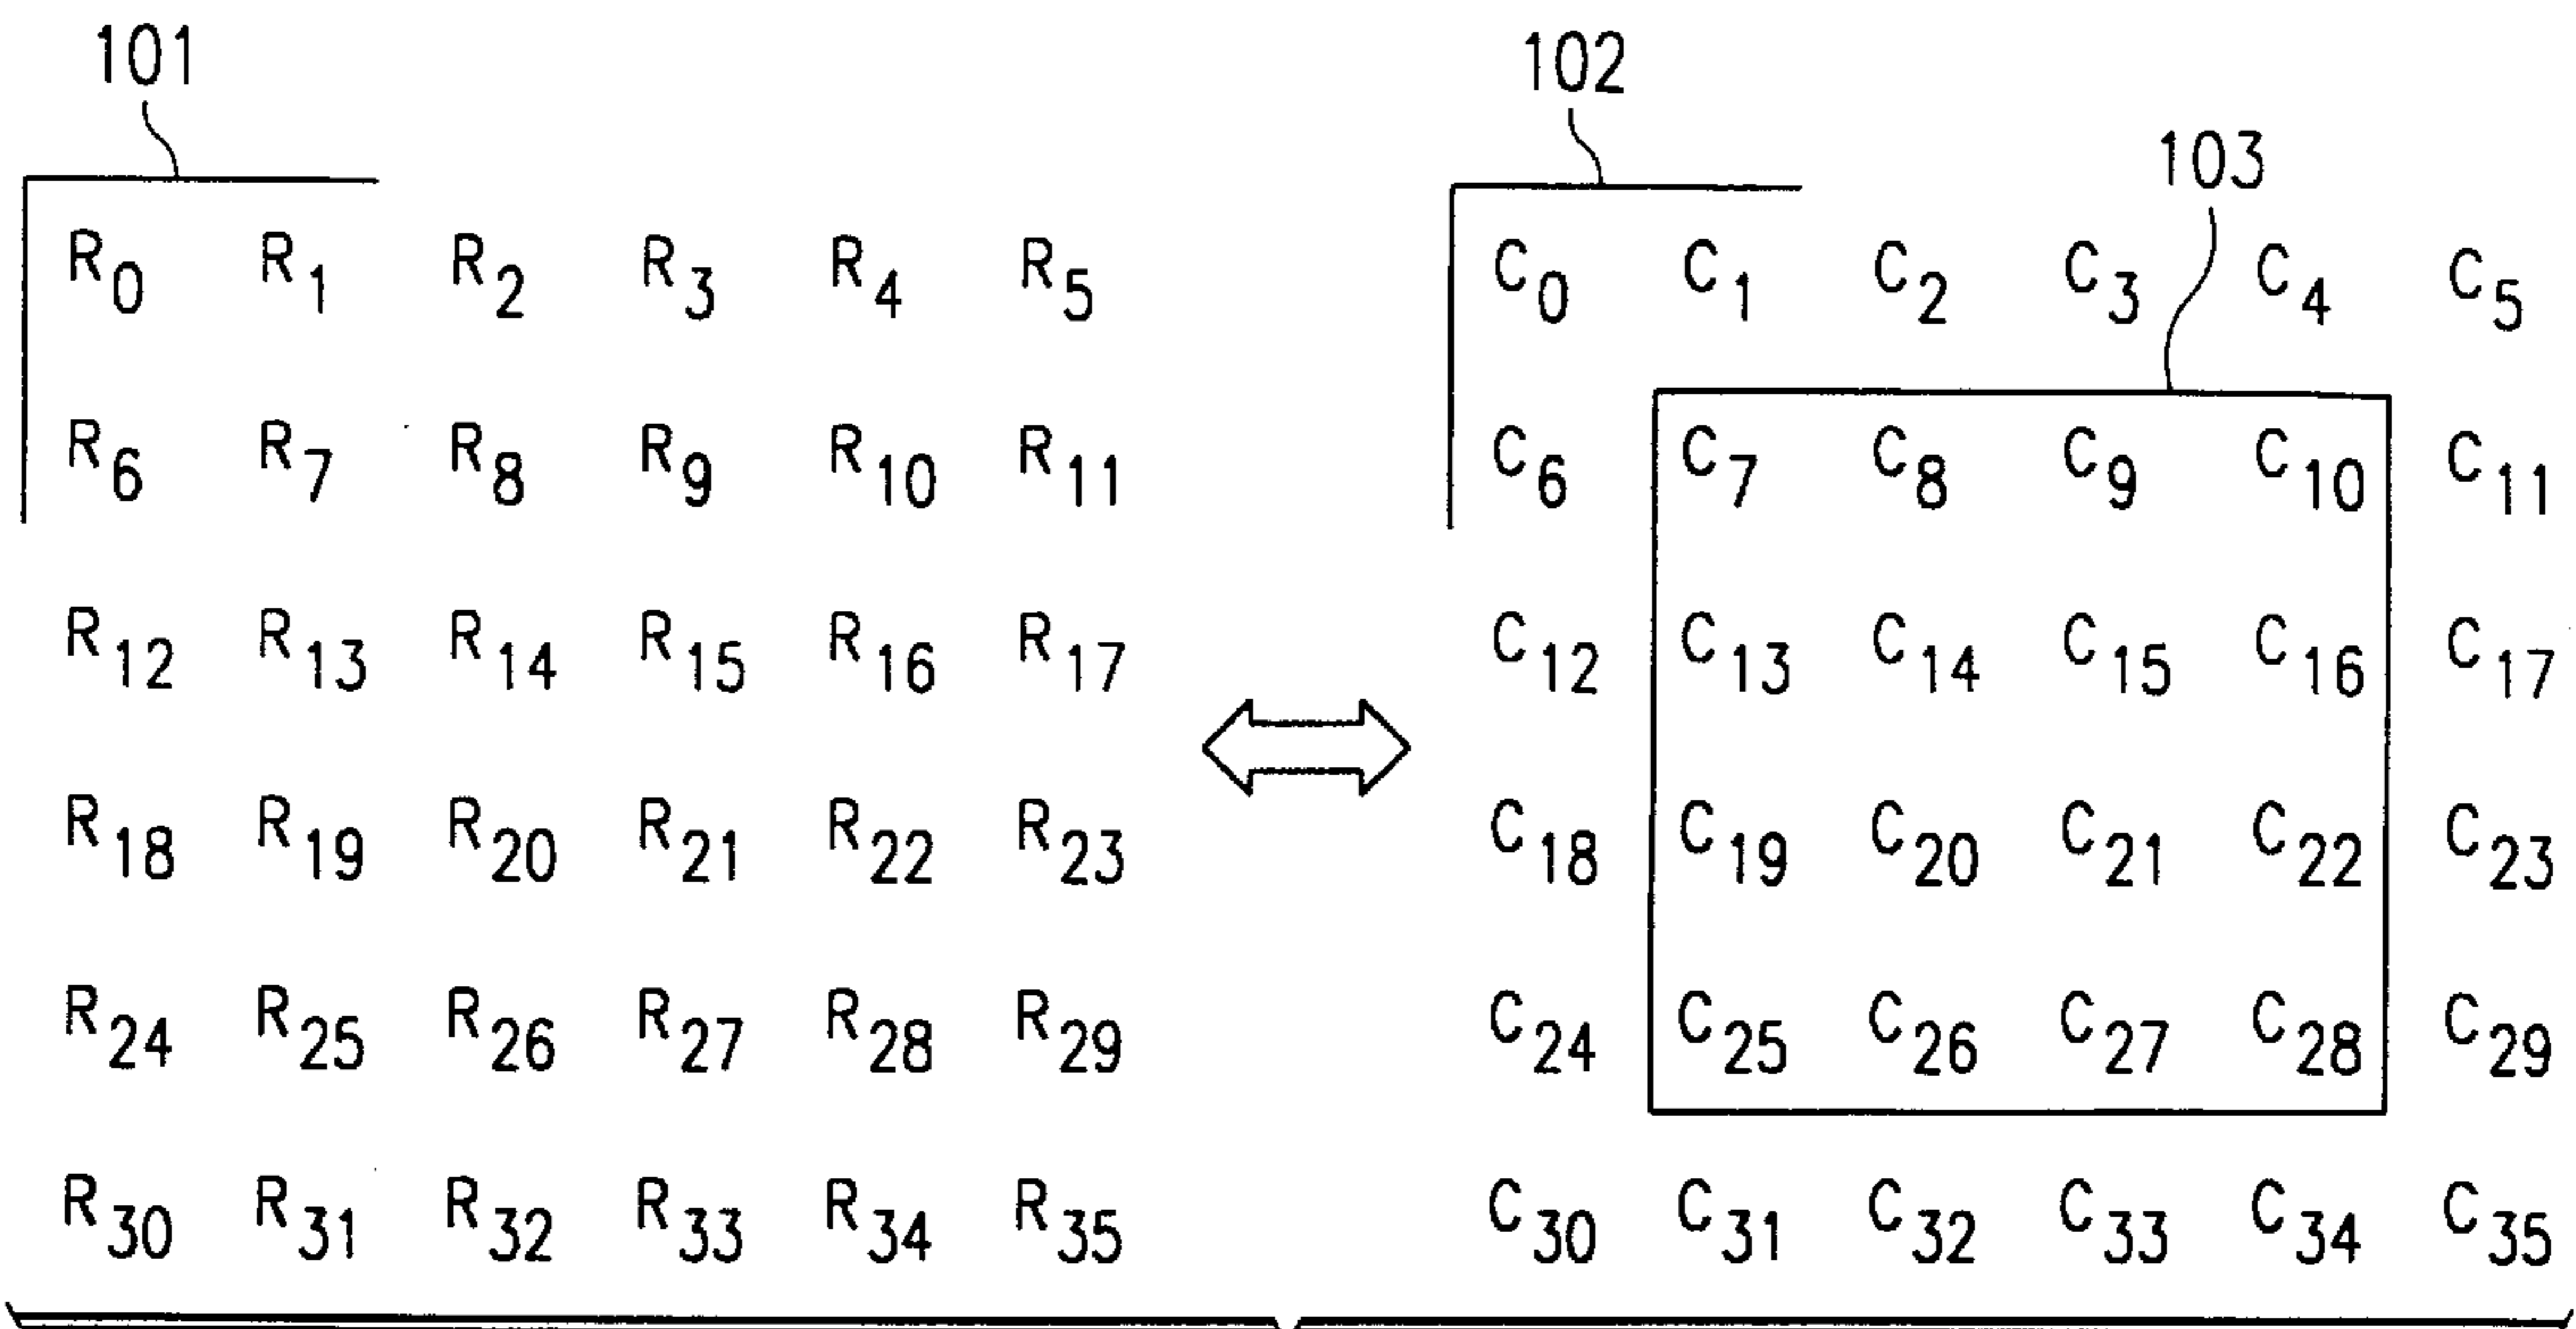 101
102
103
R0 R1 R2 R3 R4 R5
C0 C1 C2 C3 C4 C5
R6 R7 R8 R9 R10 R11
C6 C7 C8 C9 C10 C11
R12 R13 R14 R15 R16 R17
C12 C13 C14 C15 C16 C17
R18 R19 R20 R21 R22 R23
C18 C19 C20 C21 C22 C23
R24 R25 R26 R27 R28 R29
C24 C25 C26 C27 C28 C29
R30 R31 R32 R33 R34 R35
C30 C31 C32 C33 C34 C35